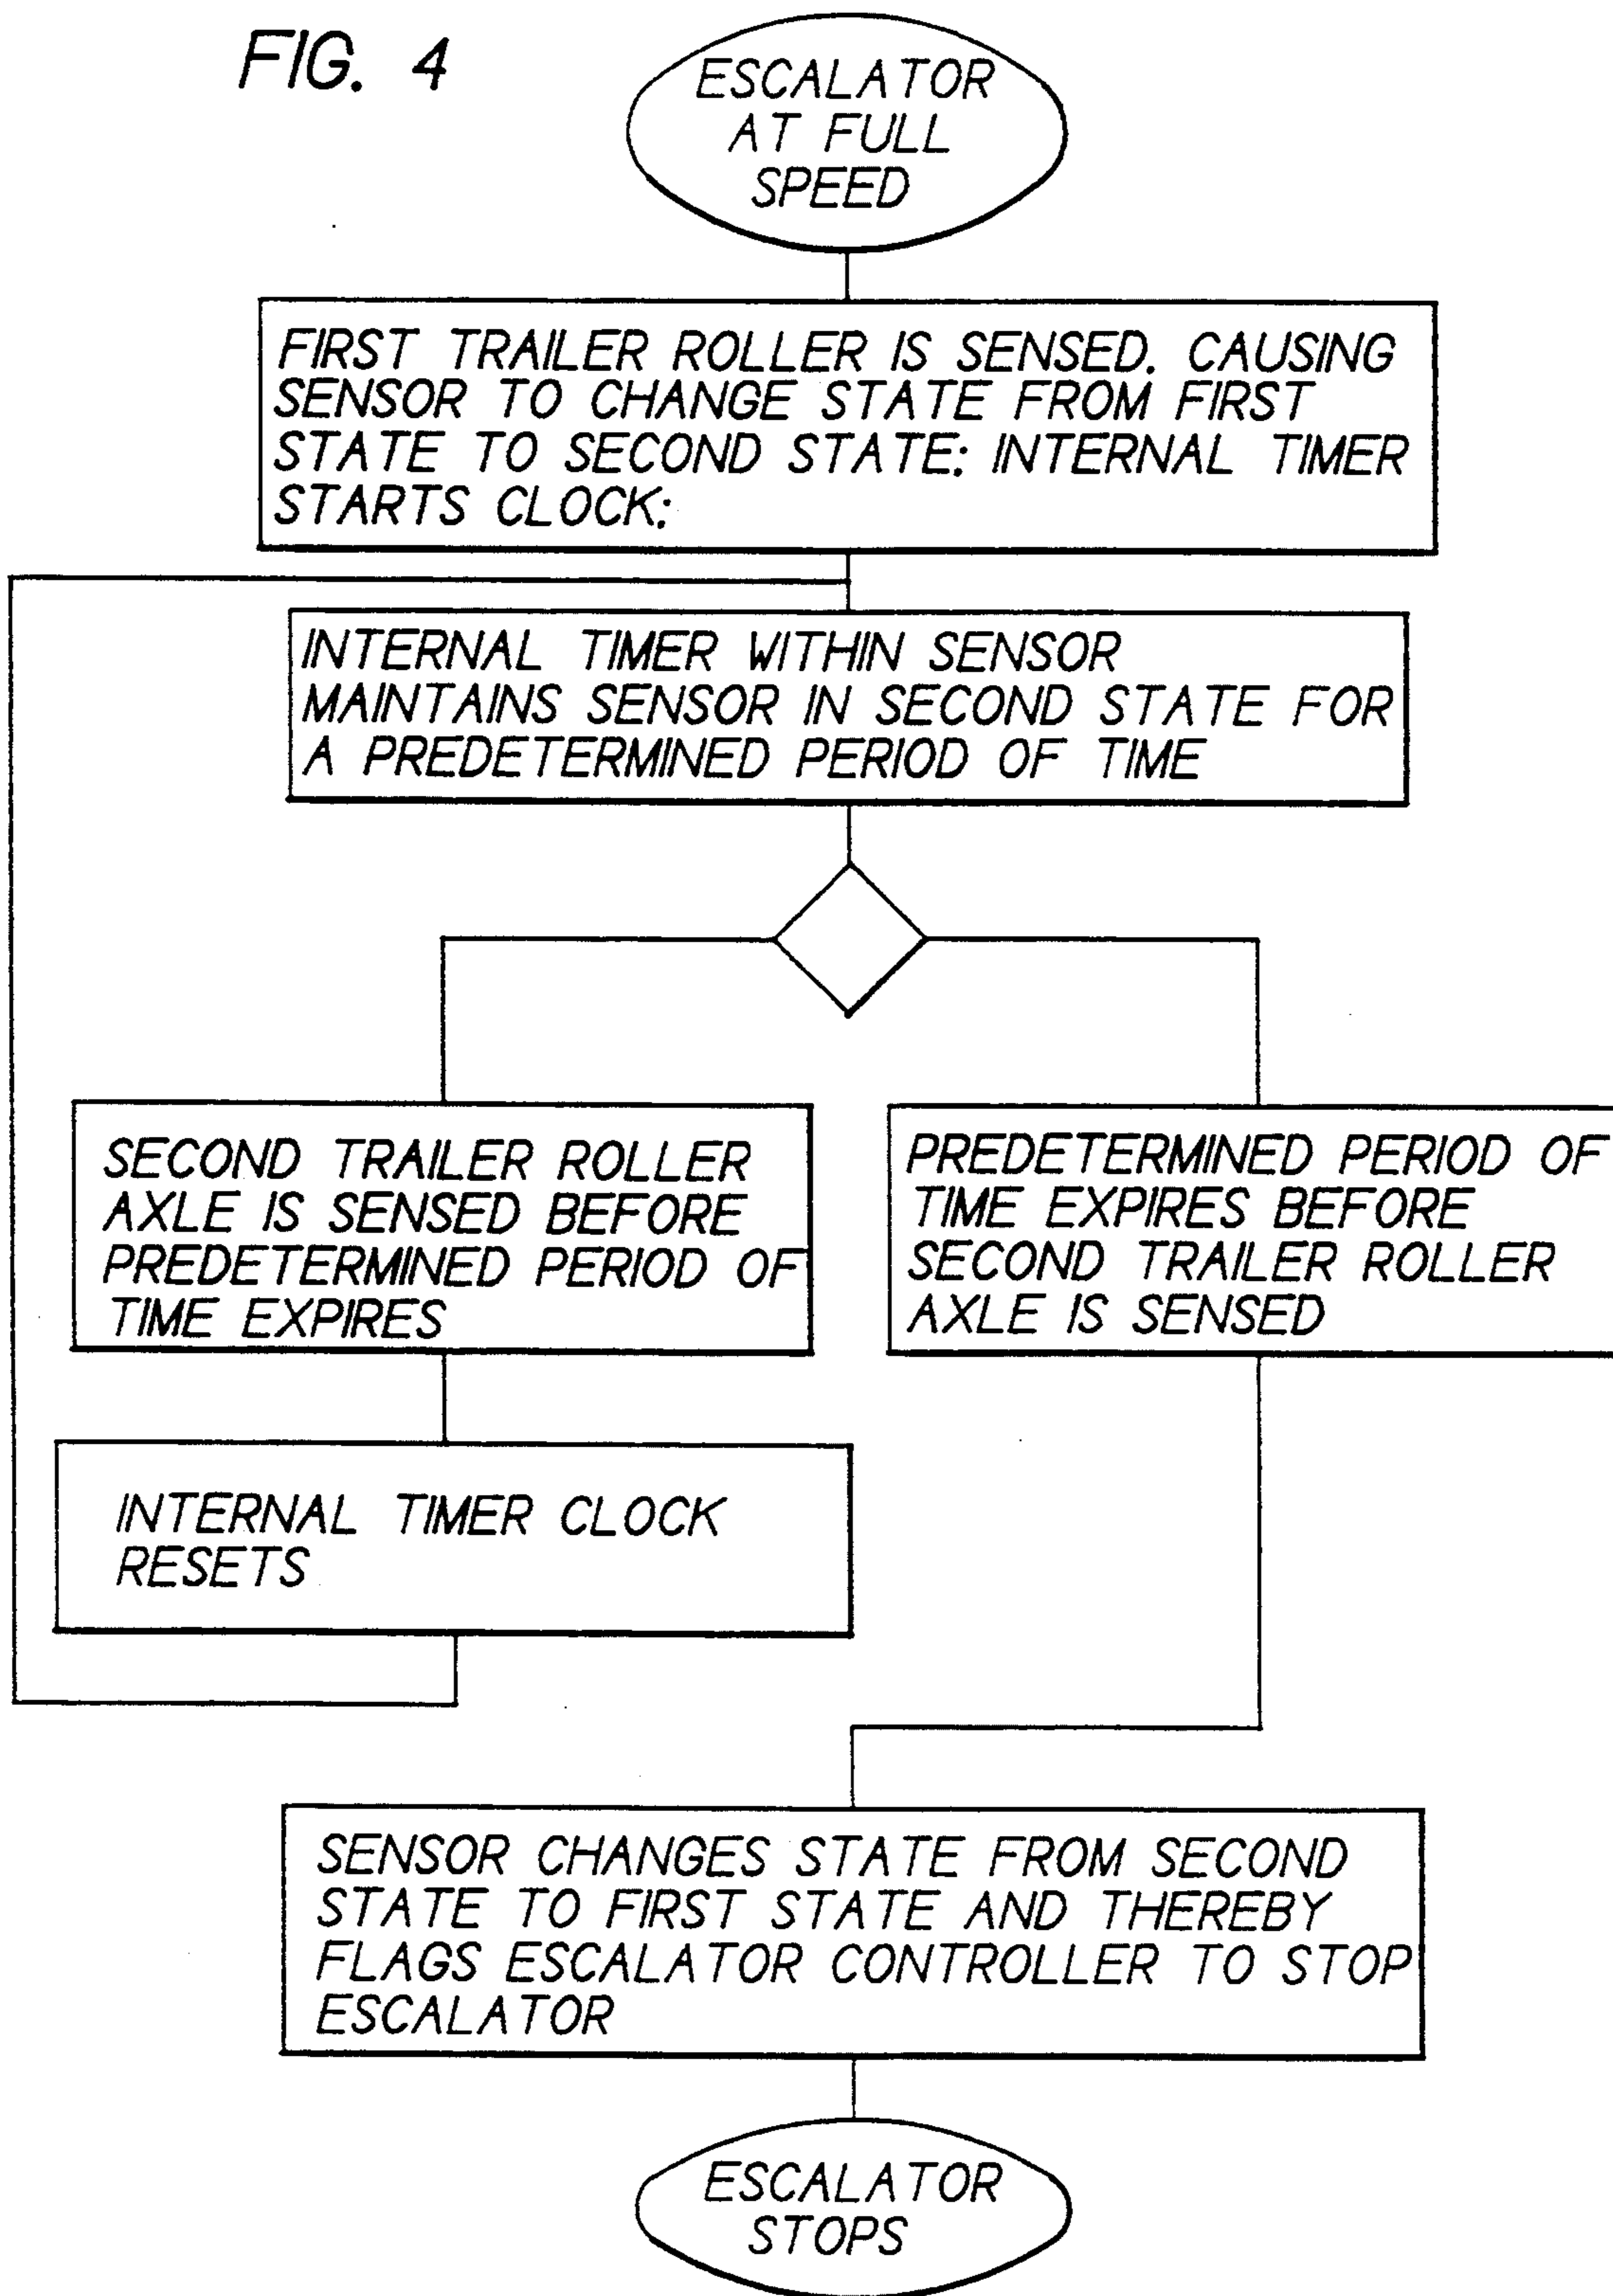 FIG. 4
ESCALATOR
AT FULL
SPEED
FIRST TRAILER ROLLER IS SENSED. CAUSING
SENSOR TO CHANGE STATE FROM FIRST
STATE TO SECOND STATE: INTERNAL TIMER
STARTS CLOCK:
INTERNAL TIMER WITHIN SENSOR
MAINTAINS SENSOR IN SECOND STATE FOR
A PREDETERMINED PERIOD OF TIME
SECOND TRAILER ROLLER
AXLE IS SENSED BEFORE
PREDETERMINED PERIOD OF
TIME EXPIRES
PREDETERMINED PERIOD OF
TIME EXPIRES BEFORE
SECOND TRAILER ROLLER
AXLE IS SENSED
INTERNAL TIMER CLOCK
RESETS
SENSOR CHANGES STATE FROM SECOND
STATE TO FIRST STATE AND THEREBY
FLAGS ESCALATOR CONTROLLER TO STOP
ESCALATOR
ESCALATOR
STOPS